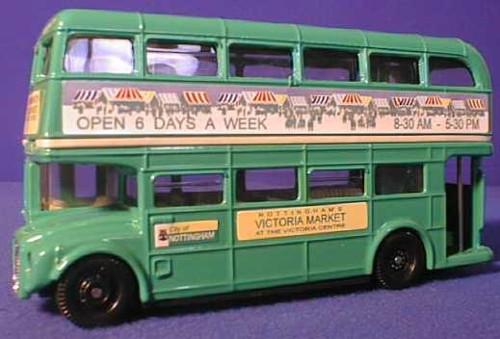 OPEN 6 DAYS A WEEK
8-30 AM - 5-30 PM
City of
NOTTINGHAM
NOTTINGHAM'S
VICTORIA MARKET
AT THE VICTORIA CENTRE